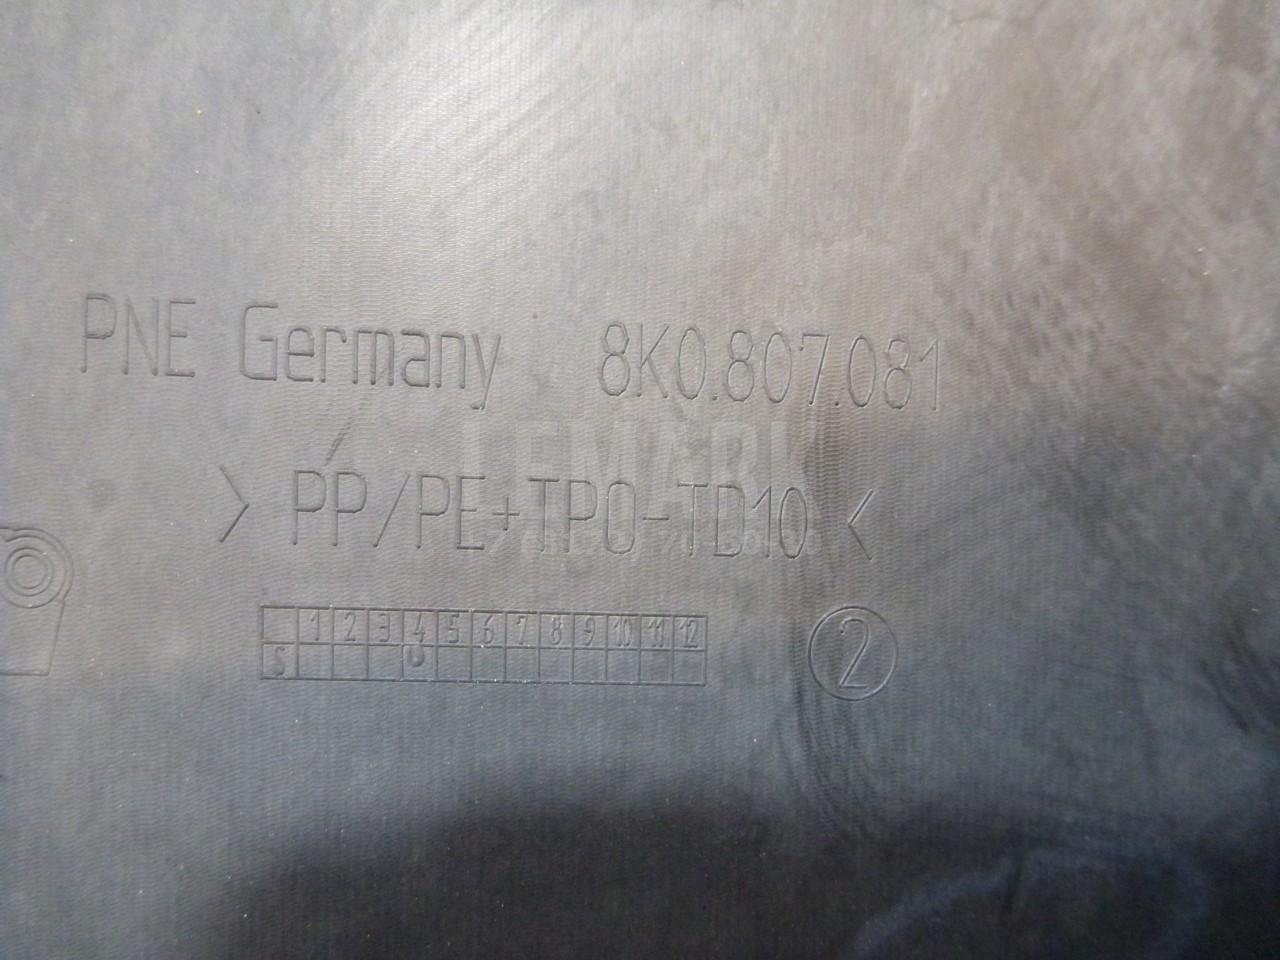 PNE Germany 8K0.807.081
LEMARK
> PP/PE+TPO-TD10 <
1 2 3 4 5 6 7 8 9 10 11 12
S
2